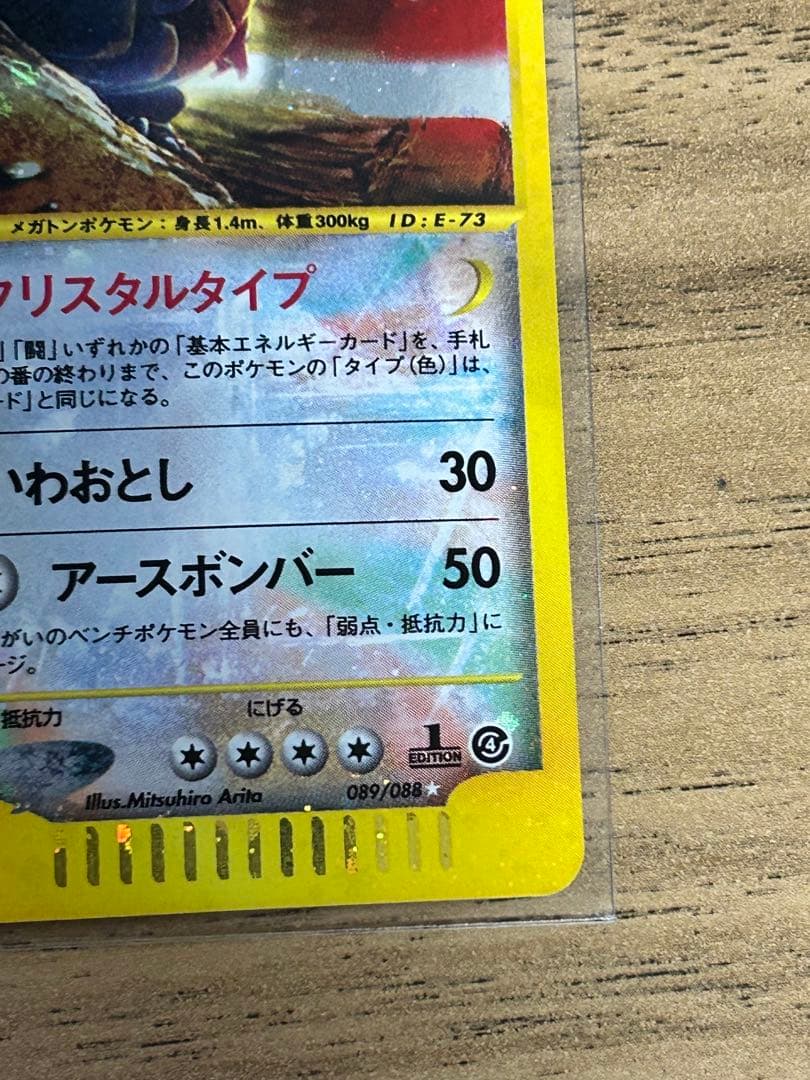 メガトンポケモン：身長1.4m、体重300kg ID:E-73
クリスタルタイプ
」「闘」いずれかの「基本エネルギーカード」を、手札
の番の終わりまで、このポケモンの「タイプ（色）」は、
ード」と同じになる。
いわおとし 30
アースボンバー 50
がいのベンチポケモン全員にも、「弱点・抵抗力」に
ージ。
抵抗力 にげる
1 EDITION 4
Illus.Mitsuhiro Arita 089/088★